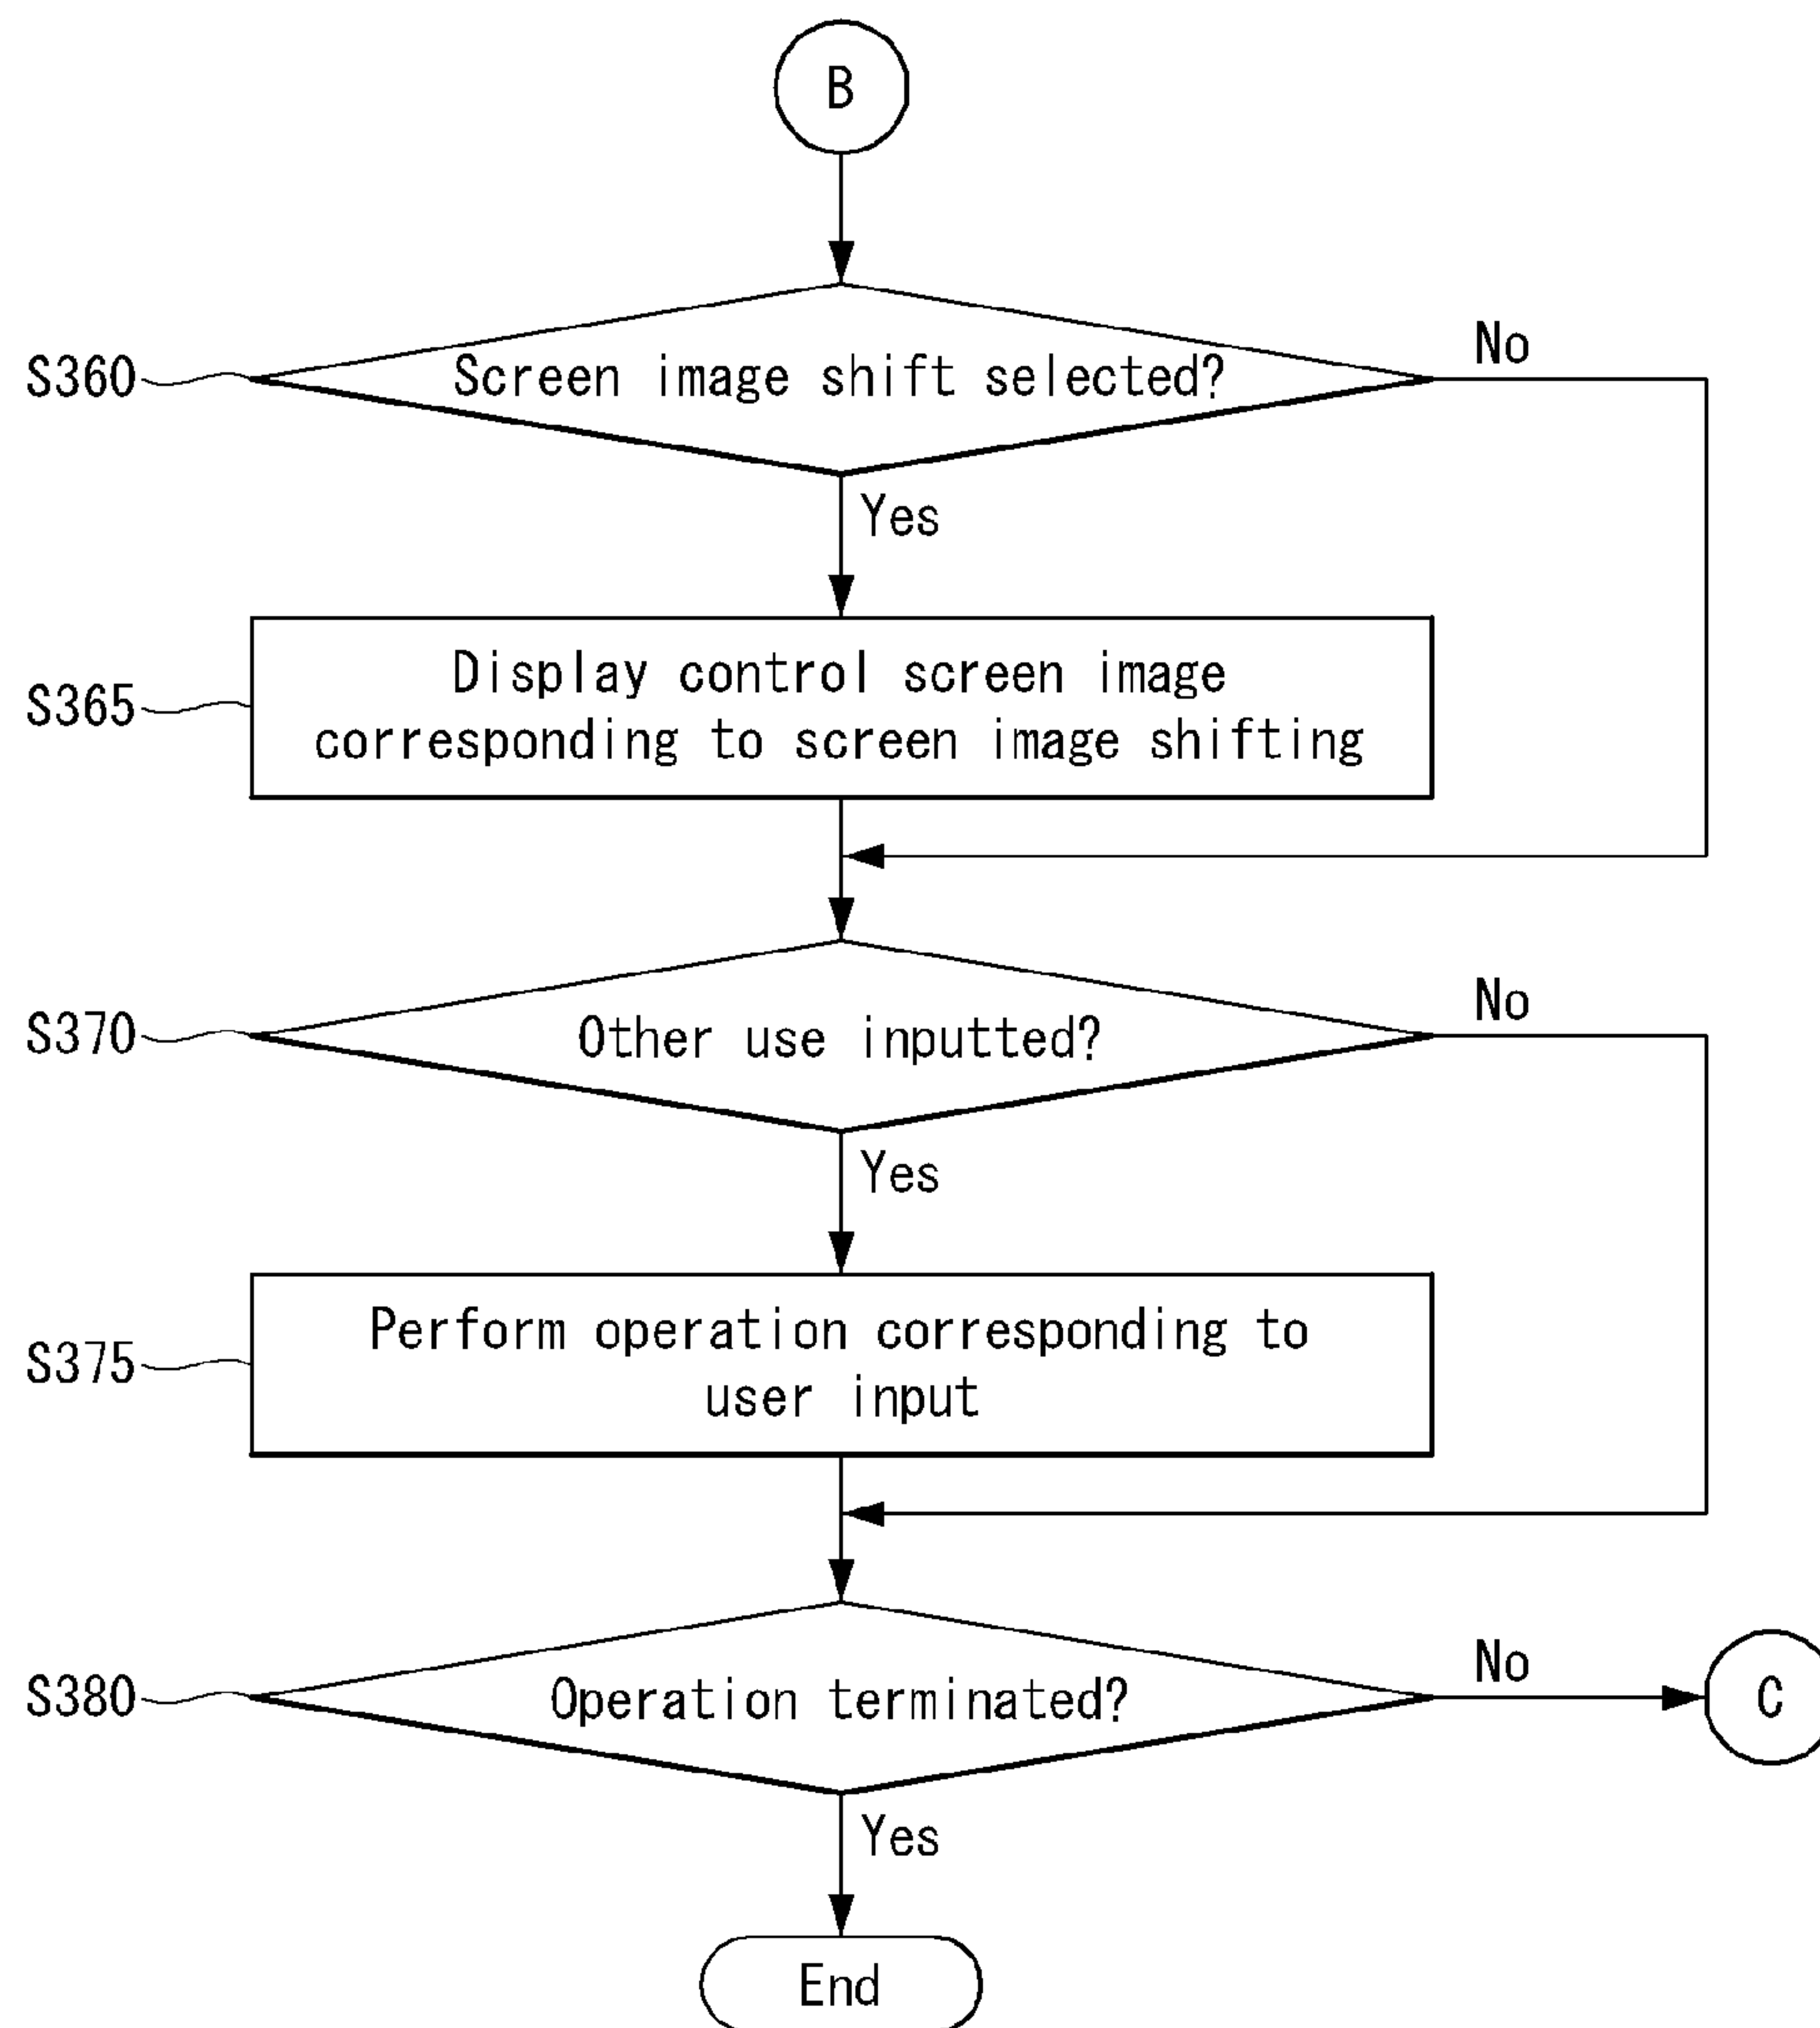 B
S360
Screen image shift selected?
No
Yes
S365
Display control screen image
corresponding to screen image shifting
S370
Other use inputted?
No
Yes
S375
Perform operation corresponding to
user input
S380
Operation terminated?
No
C
Yes
End